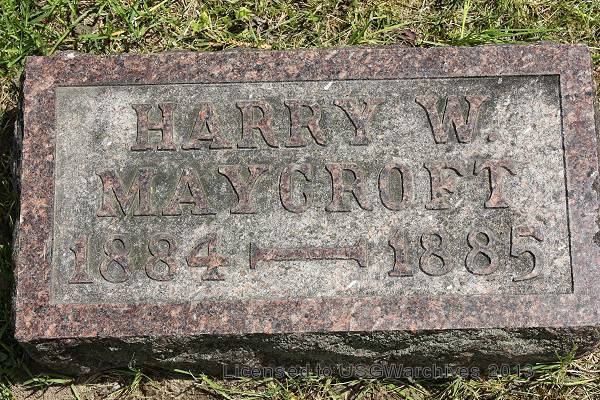 HARRY W.
MAYCROFT
1884 — 1885
Licensed to USGWarchives 2013